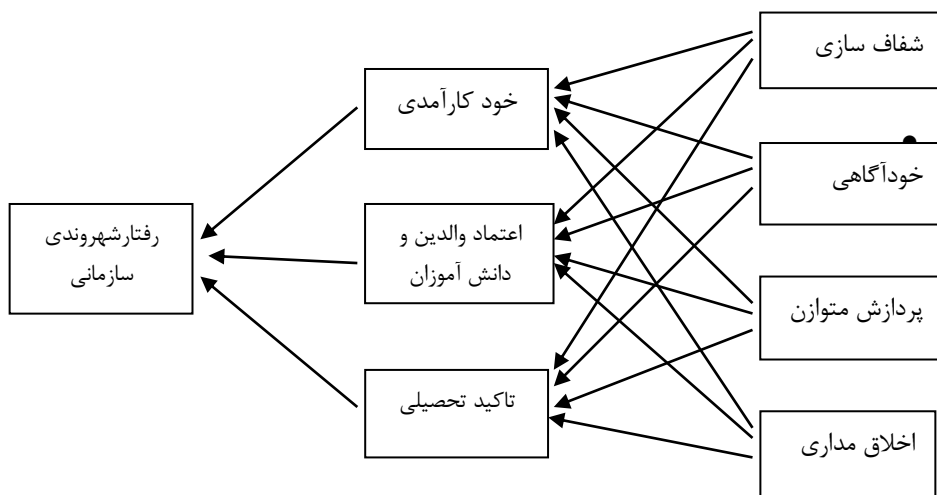 شفاف سازی
خودآگاهی
پردازش متوازن
اخلاق مداری
خود کارآمدی
اعتماد والدین و
دانش آموزان
تاکید تحصیلی
رفتارشهروندی
سازمانی